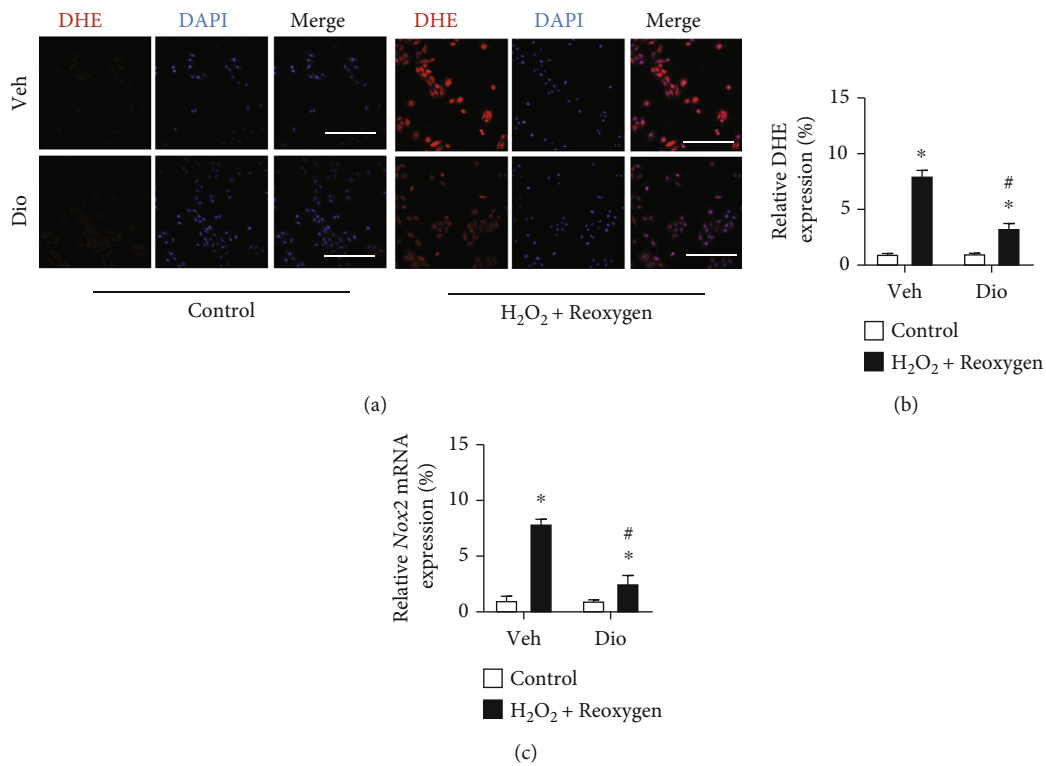 DHE DAPI Merge DHE DAPI Merge
Veh
Dio
Control
H₂O₂ + Reoxygen
(a)
Relative DHE
expression (%)
15
10
5
0
*
#
*
Veh Dio
Control
H₂O₂ + Reoxygen
(b)
Relative Nox2 mRNA
expression (%)
15
10
5
0
*
#
*
Veh Dio
Control
H₂O₂ + Reoxygen
(c)